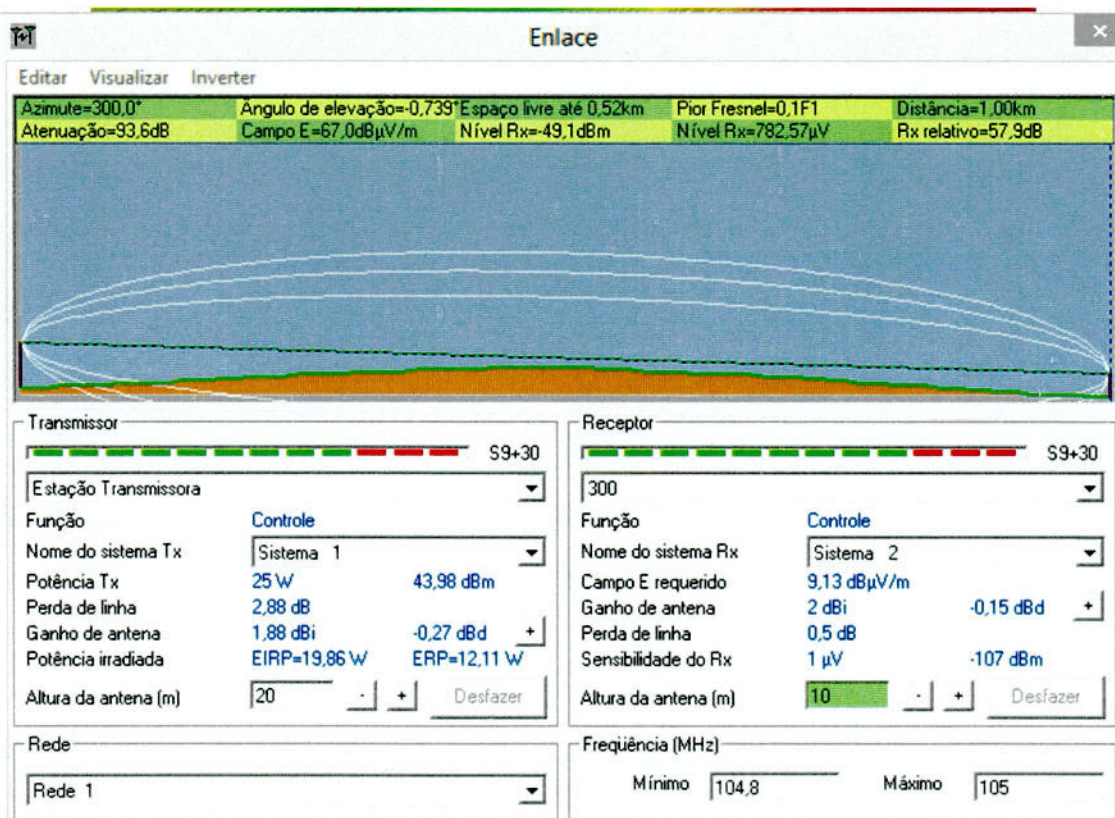 Enlace
Editar Visualizar Inverter
Azimute=300,0° Ângulo de elevação=-0,739° Espaço livre até 0,52km Pior Fresnel=0,1F1 Distância=1,00km
Atenuação=93,6dB Campo E=67,0dBµV/m Nível Rx=-49,1dBm Nível Rx=782,57µV Rx relativo=57,9dB
Transmissor
S9+30
Estação Transmissora
Função Controle
Nome do sistema Tx Sistema 1
Potência Tx 25 W 43,98 dBm
Perda de linha 2,88 dB
Ganho de antena 1,88 dBi -0,27 dBd +
Potência irradiada EIRP=19,86 W ERP=12,11 W
Altura da antena (m) 20 - + Desfazer
Rede
Rede 1
Receptor
S9+30
300
Função Controle
Nome do sistema Rx Sistema 2
Campo E requerido 9,13 dBµV/m
Ganho de antena 2 dBi -0,15 dBd +
Perda de linha 0,5 dB
Sensibilidade do Rx 1 µV -107 dBm
Altura da antena (m) 10 - + Desfazer
Freqüência (MHz)
Mínimo 104,8 Máximo 105